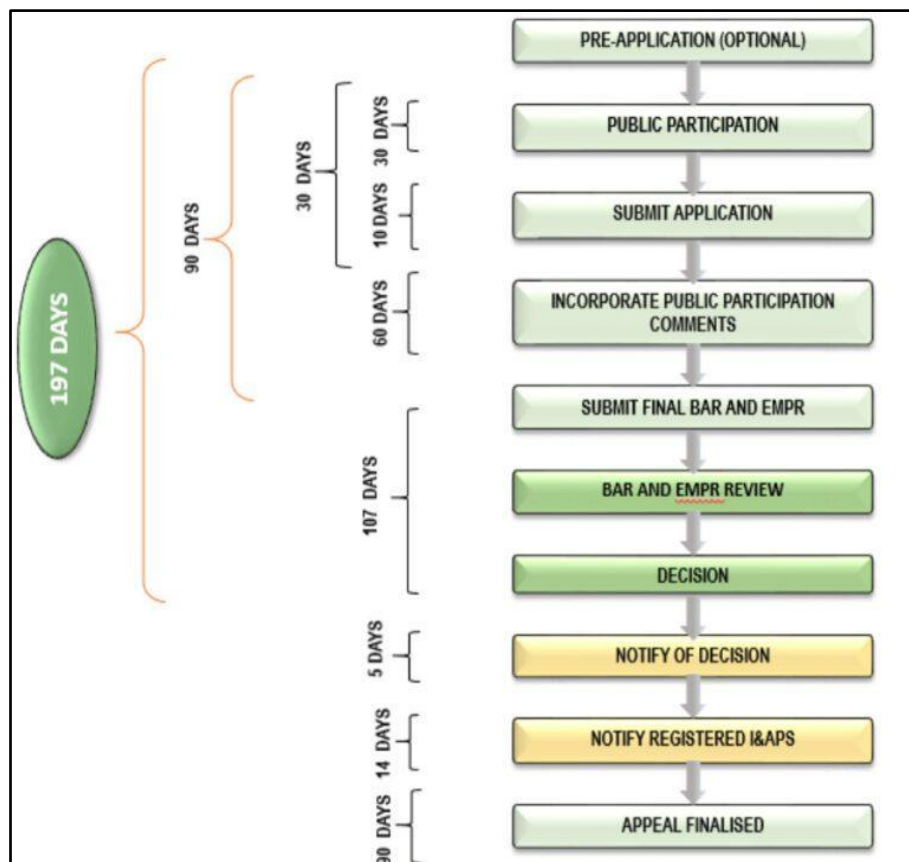 197 DAYS
90 DAYS
30 DAYS
30 DAYS
10 DAYS
60 DAYS
107 DAYS
5 DAYS
14 DAYS
90 DAYS
PRE-APPLICATION (OPTIONAL)
PUBLIC PARTICIPATION
SUBMIT APPLICATION
INCORPORATE PUBLIC PARTICIPATION
COMMENTS
SUBMIT FINAL BAR AND EMPR
BAR AND EMPR REVIEW
DECISION
NOTIFY OF DECISION
NOTIFY REGISTERED I&APS
APPEAL FINALISED